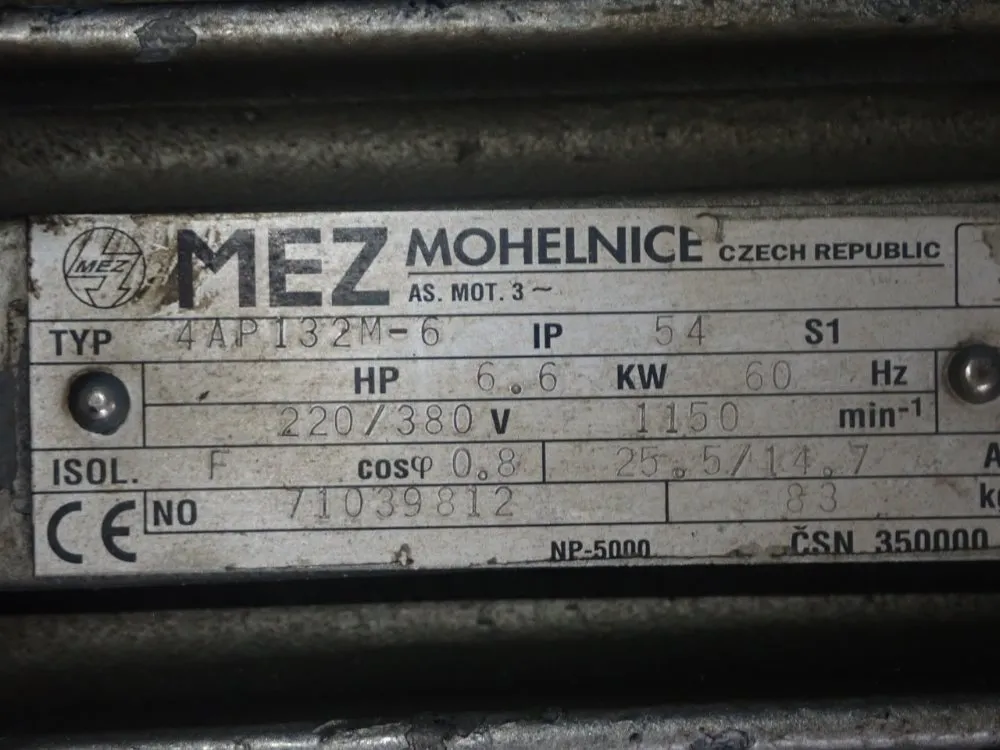 MEZ MEZ MOHELNICE CZECH REPUBLIC
AS. MOT. 3~
TYP 4AP132M-6 IP 54 S1
HP 6.6 KW 60 Hz
220/380 V 1150 min-1
ISOL. F cosφ 0.8 25.5/14.7 A
CE NO 71039812 83 k
NP-5000 ČSN 350000